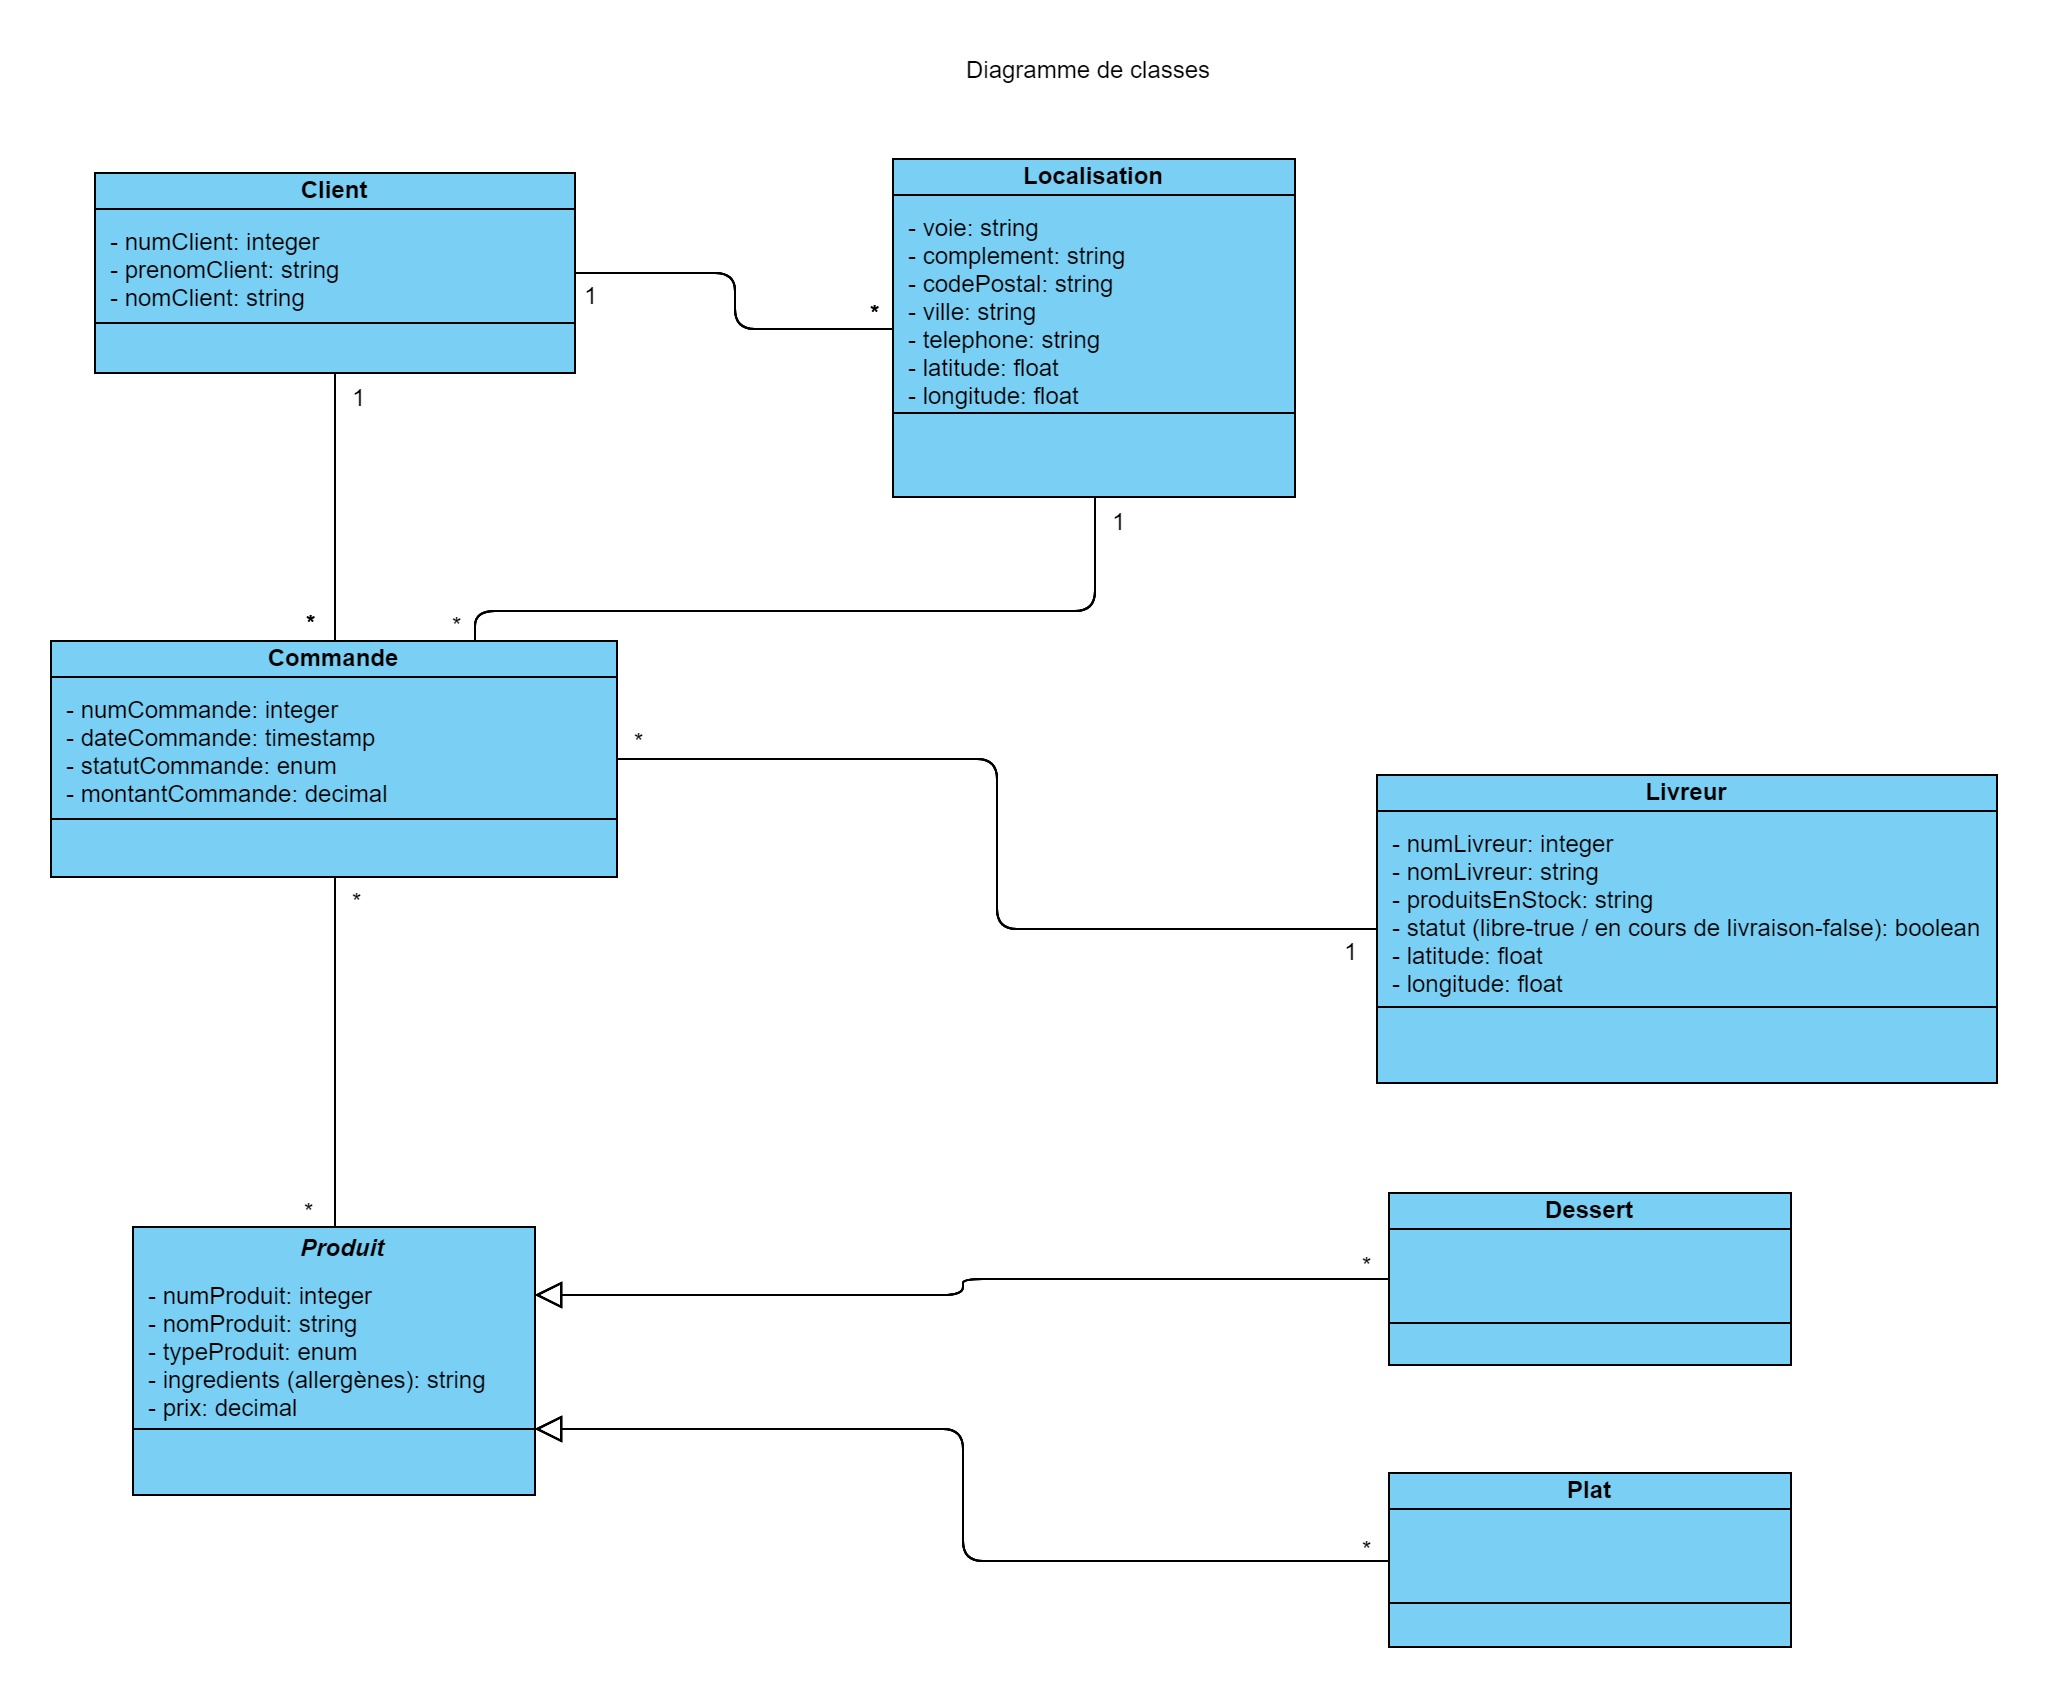 Diagramme de classes
Client
- numClient: integer
- prenomClient: string
- nomClient: string
1
1
*
Localisation
- voie: string
- complement: string
- codePostal: string
- ville: string
- telephone: string
- latitude: float
- longitude: float
*
1
*
Commande
- numCommande: integer
- dateCommande: timestamp
- statutCommande: enum
- montantCommande: decimal
*
*
1
Livreur
- numLivreur: integer
- nomLivreur: string
- produitsEnStock: string
- statut (libre-true / en cours de livraison-false): boolean
- latitude: float
- longitude: float
*
Produit
- numProduit: integer
- nomProduit: string
- typeProduit: enum
- ingredients (allergènes): string
- prix: decimal
*
Dessert
*
Plat